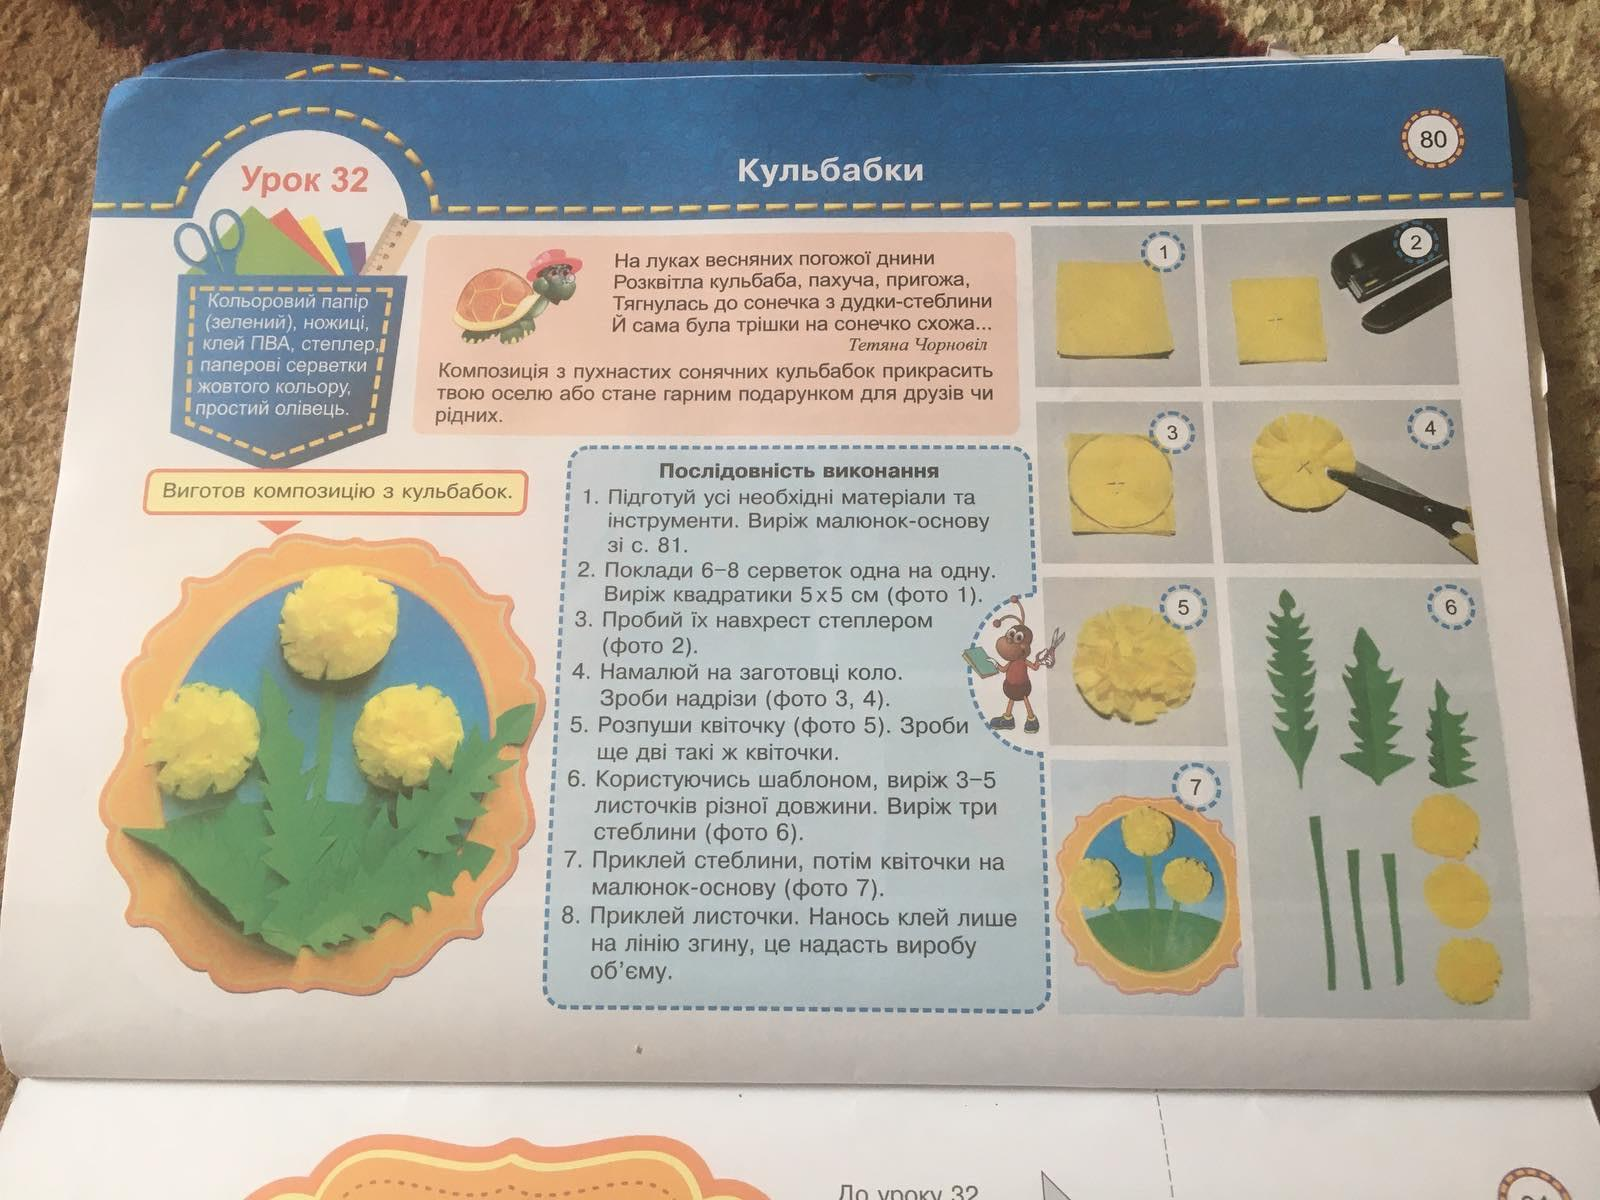 80
Урок 32
Кульбабки
Кольоровий папір
(зелений), ножиці,
клей ПВА, степлер,
паперові серветки
жовтого кольору,
простий олівець.
На луках весняних погожої днини
Розквітла кульбаба, пахуча, пригожа,
Тягнулась до сонечка з дудки-стеблини
Й сама була трішки на сонечко схожа...
Тетяна Чорновіл
Композиція з пухнастих сонячних кульбабок прикрасить
твою оселю або стане гарним подарунком для друзів чи
рідних.
Виготов композицію з кульбабок.
Послідовність виконання
1. Підготуй усі необхідні матеріали та
інструменти. Виріж малюнок-основу
зі с. 81.
2. Поклади 6–8 серветок одна на одну.
Виріж квадратики 5х5 см (фото 1).
3. Пробий їх навхрест степлером
(фото 2).
4. Намалюй на заготовці коло.
Зроби надрізи (фото 3, 4).
5. Розпуши квіточку (фото 5). Зроби
ще дві такі ж квіточки.
6. Користуючись шаблоном, виріж 3–5
листочків різної довжини. Виріж три
стеблини (фото 6).
7. Приклей стеблини, потім квіточки на
малюнок-основу (фото 7).
8. Приклей листочки. Нанось клей лише
на лінію згину, це надасть виробу
об'єму.
1
2
3
4
5
6
7
До уроку 32